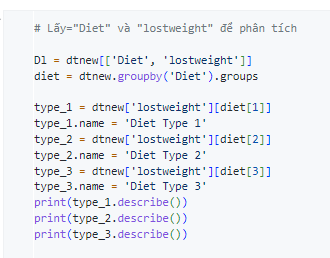 # Lấy="Diet" và "lostweight" để phân tích
Dl = dtnew[['Diet', 'lostweight']]
diet = dtnew.groupby('Diet').groups
type_1 = dtnew['lostweight'][diet[1]]
type_1.name = 'Diet Type 1'
type_2 = dtnew['lostweight'][diet[2]]
type_2.name = 'Diet Type 2'
type_3 = dtnew['lostweight'][diet[3]]
type_3.name = 'Diet Type 3'
print(type_1.describe())
print(type_2.describe())
print(type_3.describe())